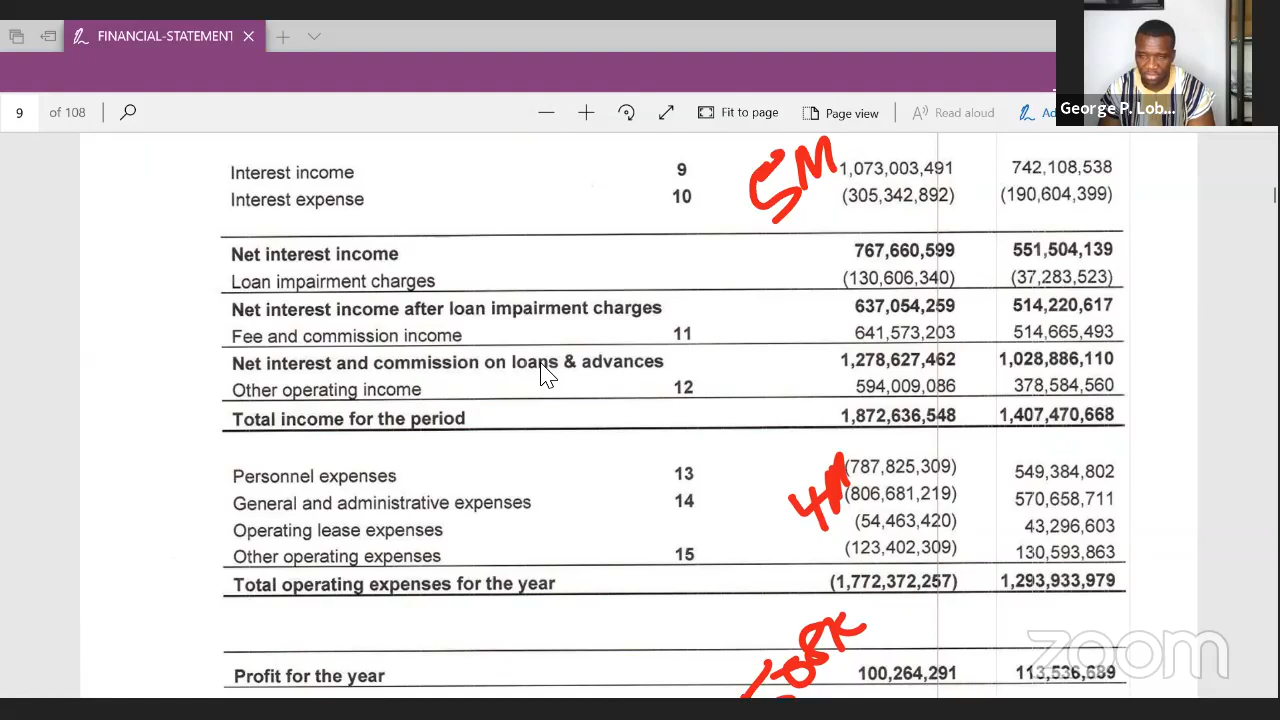 FINANCIAL-STATEMENT
9 of 108 Fit to page Page view Read aloud
George P. Lob...
5M
Interest income 9 1,073,003,491 742,108,538
Interest expense 10 (305,342,892) (190,604,399)
Net interest income 767,660,599 551,504,139
Loan impairment charges (130,606,340) (37,283,523)
Net interest income after loan impairment charges 637,054,259 514,220,617
Fee and commission income 11 641,573,203 514,665,493
Net interest and commission on loans & advances 1,278,627,462 1,028,886,110
Other operating income 12 594,009,086 378,584,560
Total income for the period 1,872,636,548 1,407,470,668
Personnel expenses 13 (787,825,309) 549,384,802
4M
General and administrative expenses 14 (806,681,219) 570,658,711
Operating lease expenses (54,463,420) 43,296,603
Other operating expenses 15 (123,402,309) 130,593,863
Total operating expenses for the year (1,772,372,257) 1,293,933,979
Profit for the year 100,264,291 113,536,689
zoom